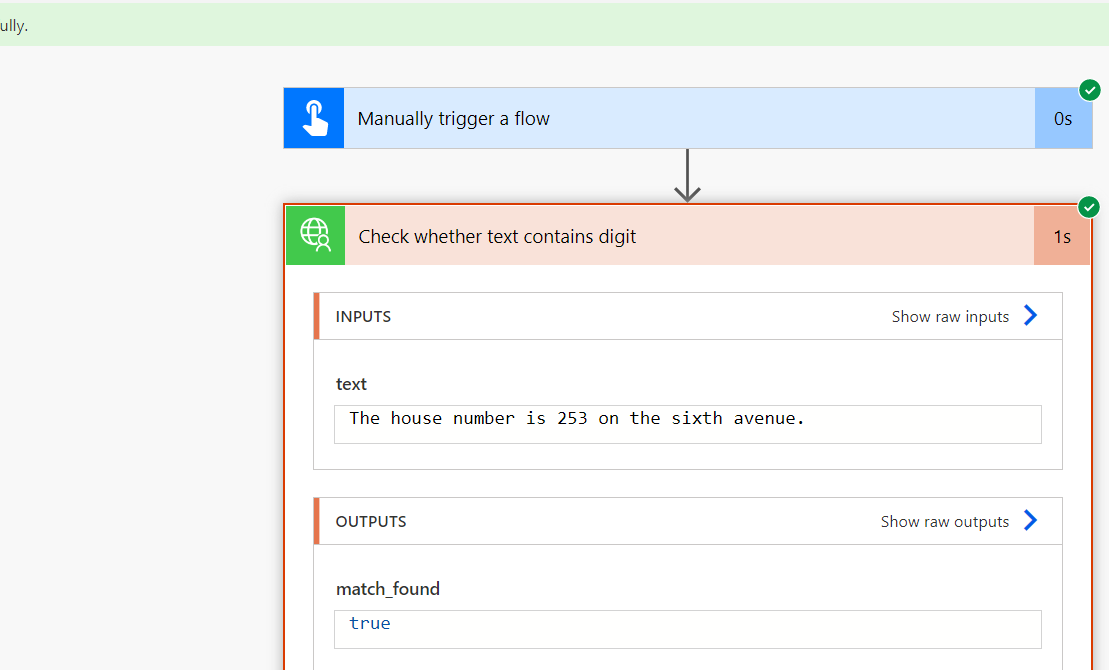 ully.
Manually trigger a flow 0s
Check whether text contains digit 1s
INPUTS Show raw inputs
text
The house number is 253 on the sixth avenue.
OUTPUTS Show raw outputs
match_found
true